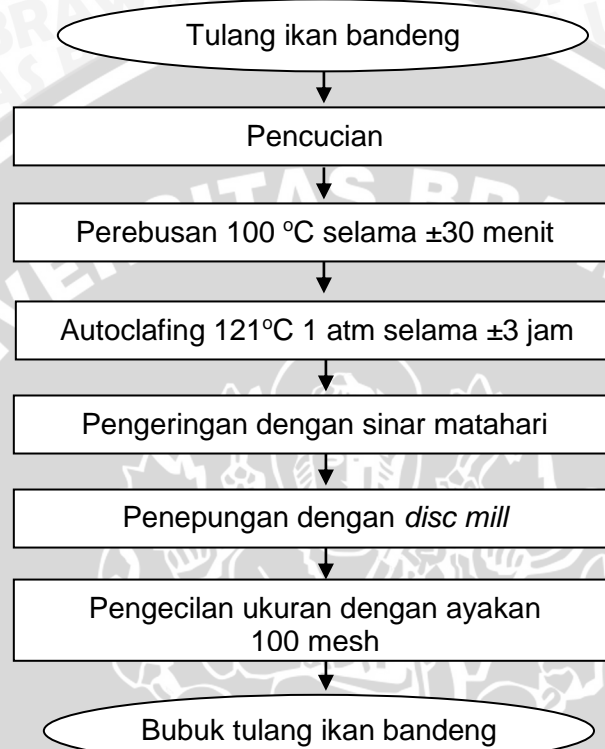 Tulang ikan bandeng
Pencucian
Perebusan 100 ºC selama ±30 menit
Autoclafing 121ºC 1 atm selama ±3 jam
Pengeringan dengan sinar matahari
Penepungan dengan disc mill
Pengecilan ukuran dengan ayakan
100 mesh
Bubuk tulang ikan bandeng